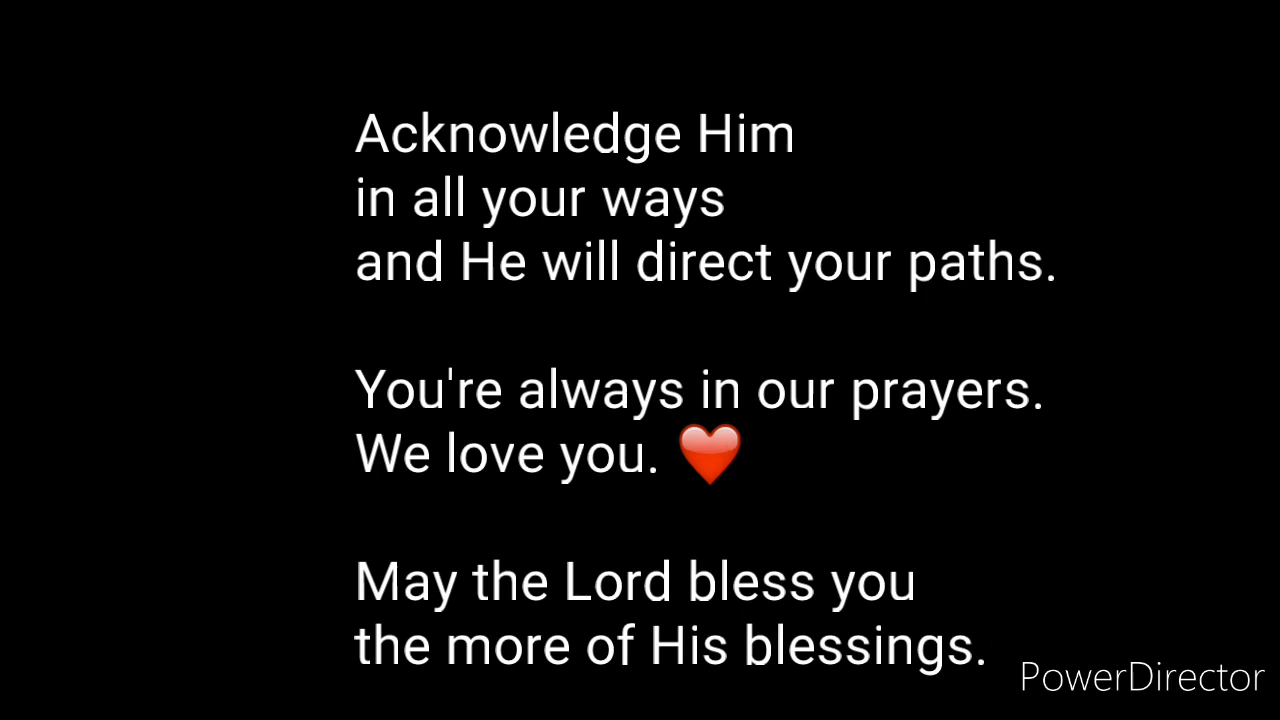 Acknowledge Him
in all your ways
and He will direct your paths.
You're always in our prayers.
We love you. ❤️
May the Lord bless you
the more of His blessings.
PowerDirector